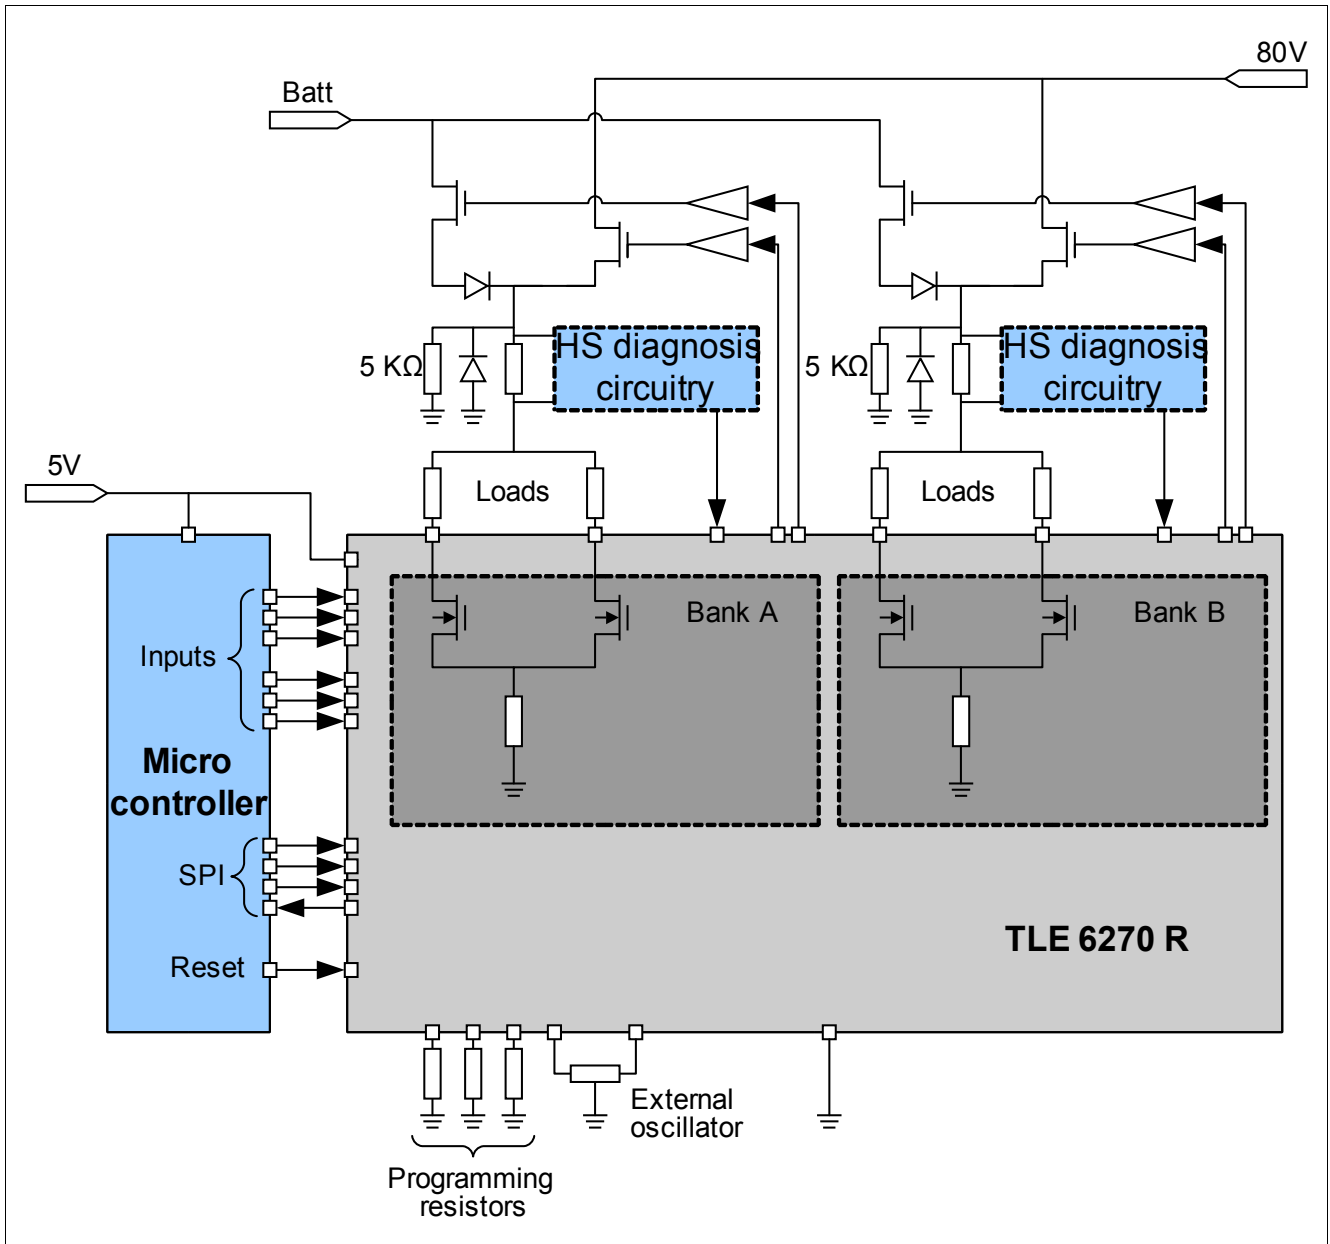 80V
Batt
5 KΩ
HS diagnosis
circuitry
5 KΩ
HS diagnosis
circuitry
5V
Loads
Loads
Bank A
Bank B
Inputs
Micro
controller
SPI
TLE 6270 R
Reset
External
oscillator
Programming
resistors